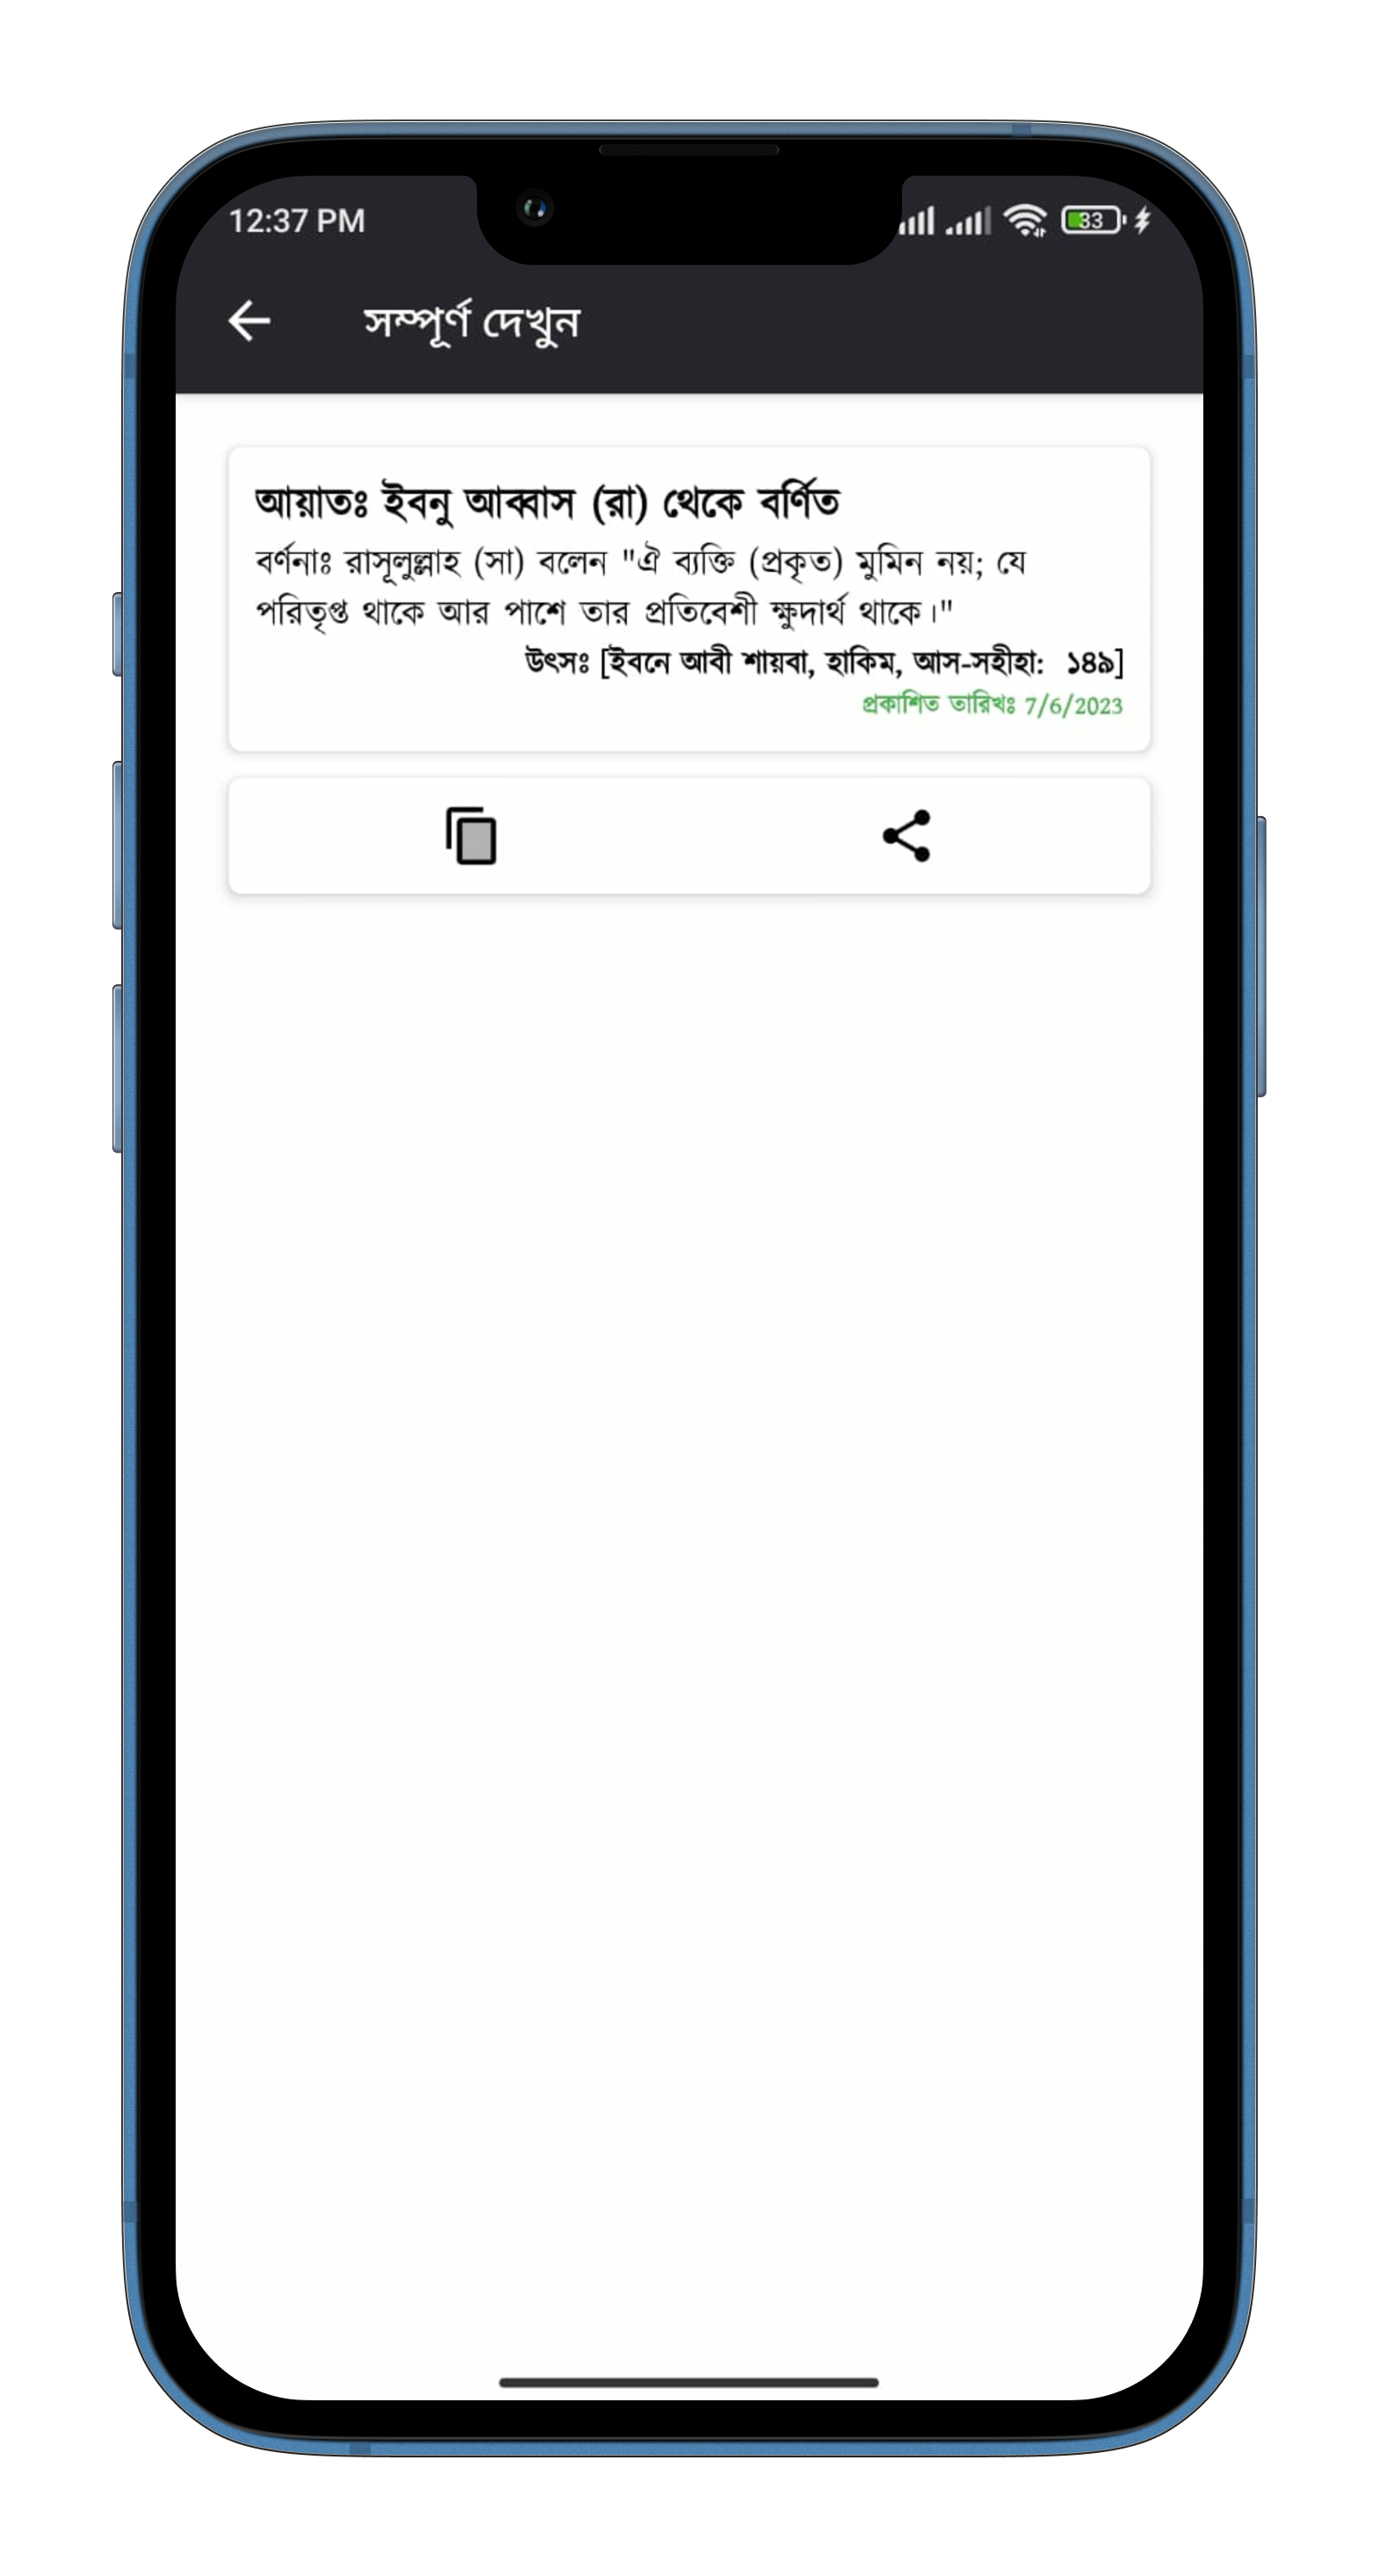 12:37 PM
33
সম্পূর্ণ দেখুন
আয়াতঃ ইবনু আব্বাস (রা) থেকে বর্ণিত
বর্ণনাঃ রাসূলুল্লাহ (সা) বলেন "ঐ ব্যক্তি (প্রকৃত) মুমিন নয়; যে
পরিতৃপ্ত থাকে আর পাশে তার প্রতিবেশী ক্ষুদার্থ থাকে।"
উৎসঃ [ইবনে আবী শায়বা, হাকিম, আস-সহীহা: ১৪৯]
প্রকাশিত তারিখঃ 7/6/2023